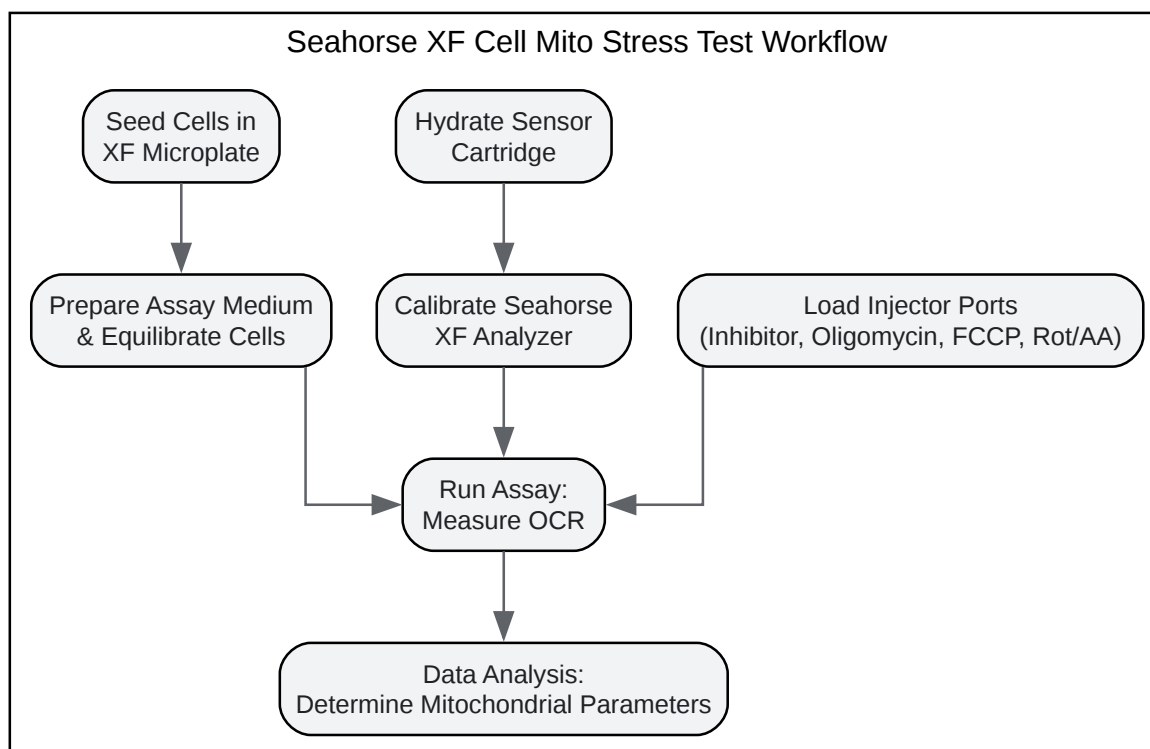 Seahorse XF Cell Mito Stress Test Workflow
Seed Cells in
XF Microplate
Hydrate Sensor
Cartridge
Prepare Assay Medium
& Equilibrate Cells
Calibrate Seahorse
XF Analyzer
Load Injector Ports
(Inhibitor, Oligomycin, FCCP, Rot/AA)
Run Assay:
Measure OCR
Data Analysis:
Determine Mitochondrial Parameters